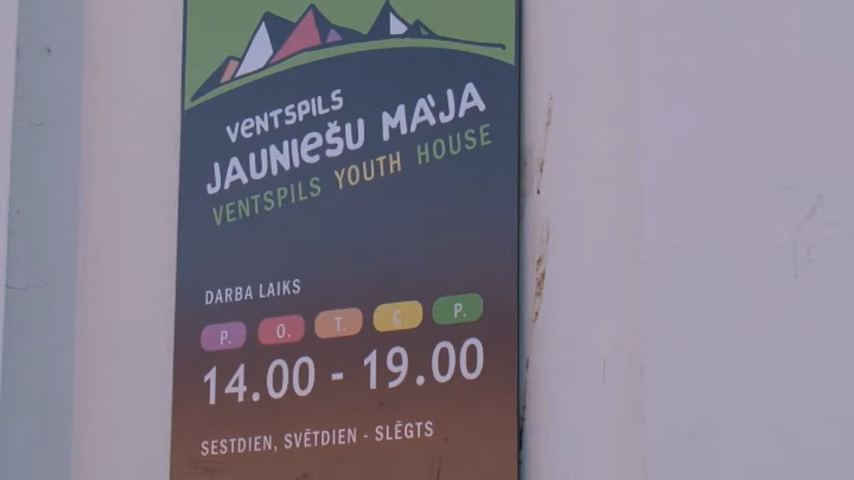 VENTSPILS
JAUNIEŠU MĀJA
VENTSPILS YOUTH HOUSE
DARBA LAIKS
P. O. T. C. P.
14.00 - 19.00
SESTDIEN, SVĒTDIEN - SLĒGTS